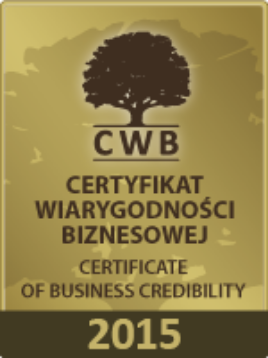 CWB
CERTYFIKAT
WIARYGODNOŚCI
BIZNESOWEJ
CERTIFICATE
OF BUSINESS CREDIBILITY
2015